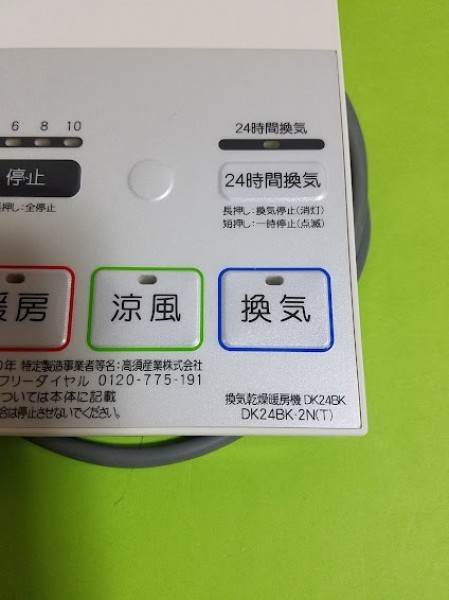 6 8 10
24時間換気
停止
24時間換気
押し:全停止
長押し:換気停止(消灯)
短押し:一時停止(点滅)
暖房
涼風
換気
0年 特定製造事業者等名:高須産業株式会社
フリーダイヤル 0120-775-191
ついては本体に記載
合は停止させないでください。
換気乾燥暖房機 DK24BK
DK24BK-2N(T)